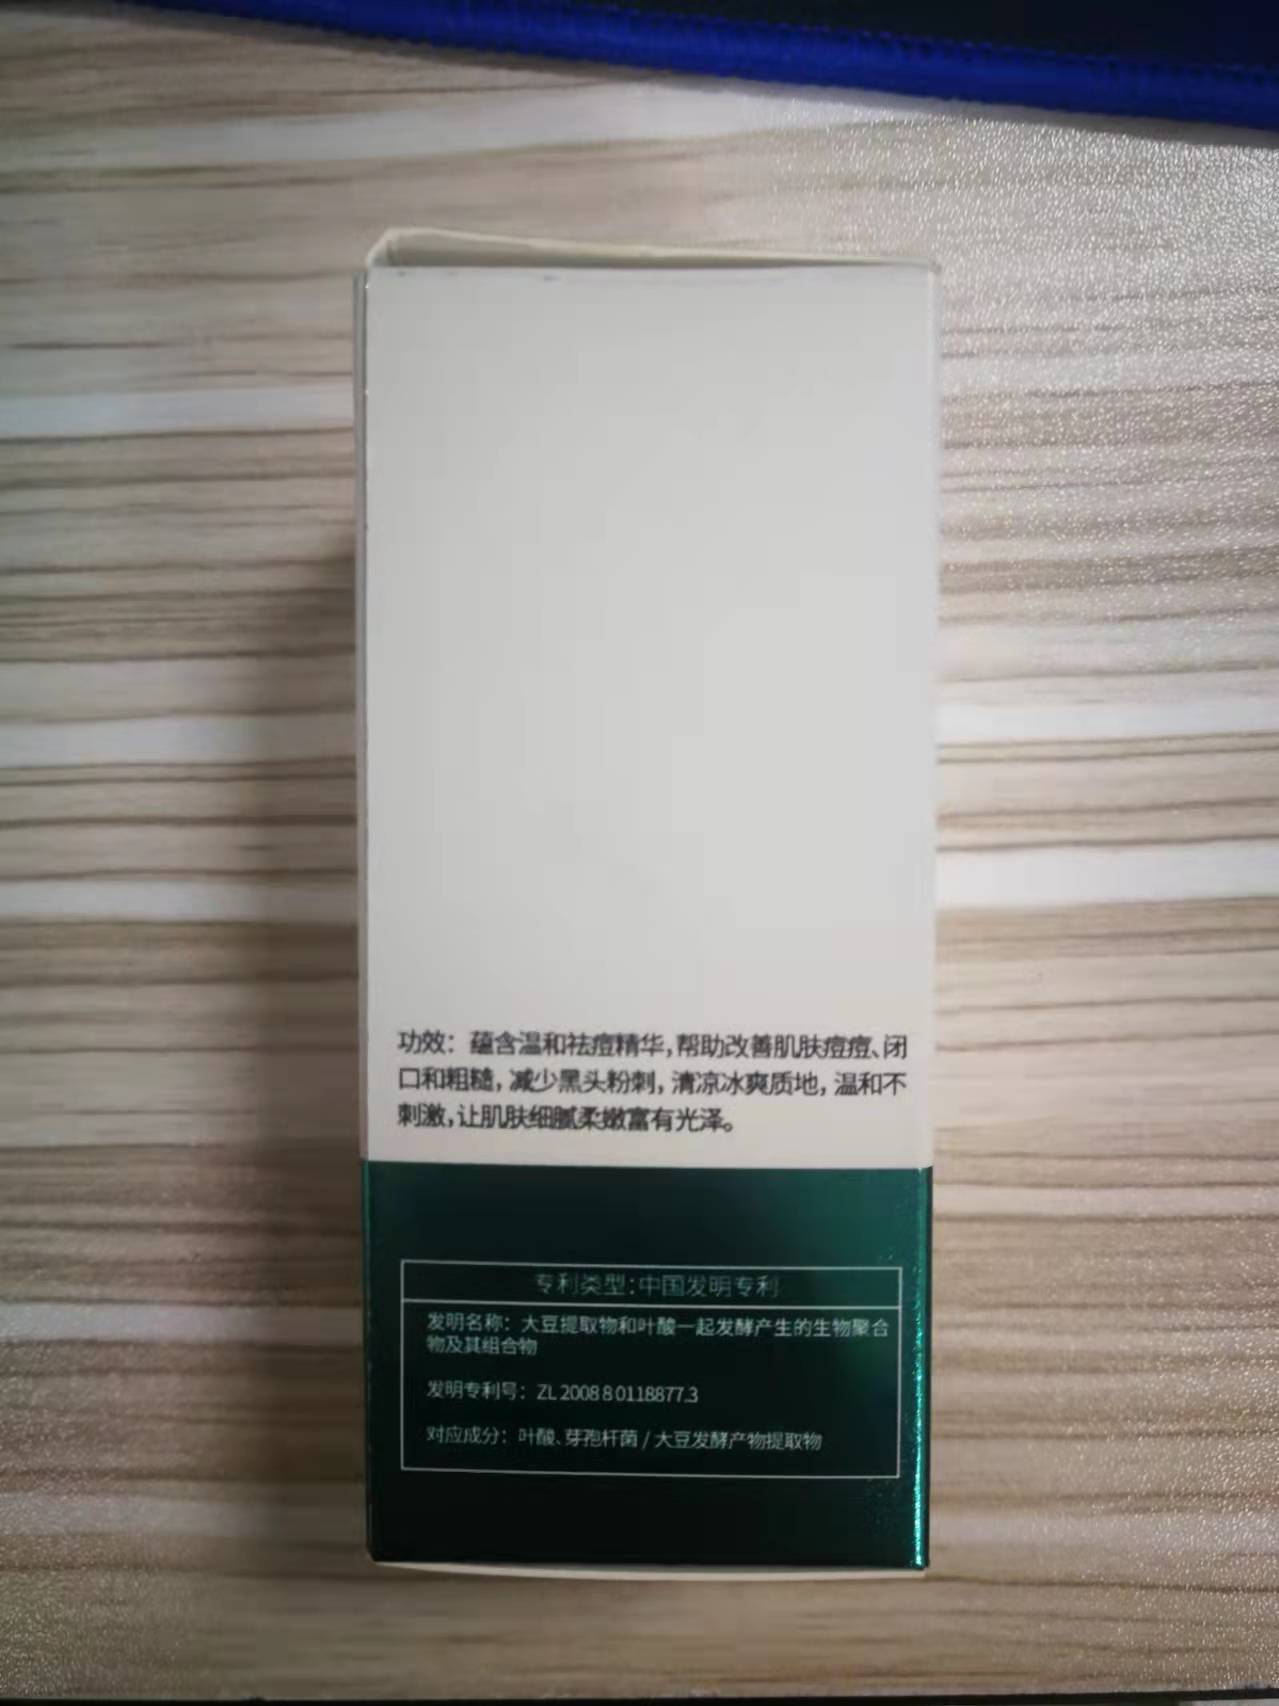 功效：蕴含温和祛痘精华，帮助改善肌肤痘痘、闭
口和粗糙，减少黑头粉刺，清凉冰爽质地，温和不
刺激，让肌肤细腻柔嫩富有光泽。
专利类型：中国发明专利
发明名称：大豆提取物和叶酸一起发酵产生的生物聚合
物及其组合物
发明专利号：ZL 2008 8 0118877.3
对应成分：叶酸、芽孢杆菌 / 大豆发酵产物提取物